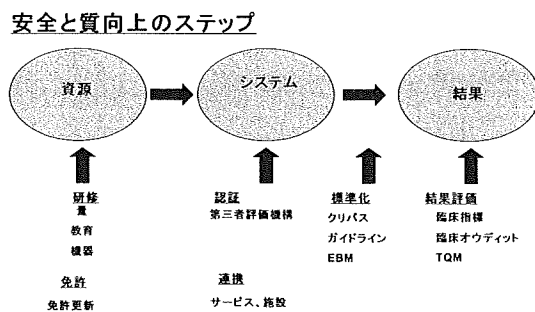 安全と質向上のステップ
資源
システム
結果
研修
量
教育
機器
免許
免許更新
認証
第三者評価機構
連携
サービス、施設
標準化
クリパス
ガイドライン
EBM
結果評価
臨床指標
臨床オウディット
TQM